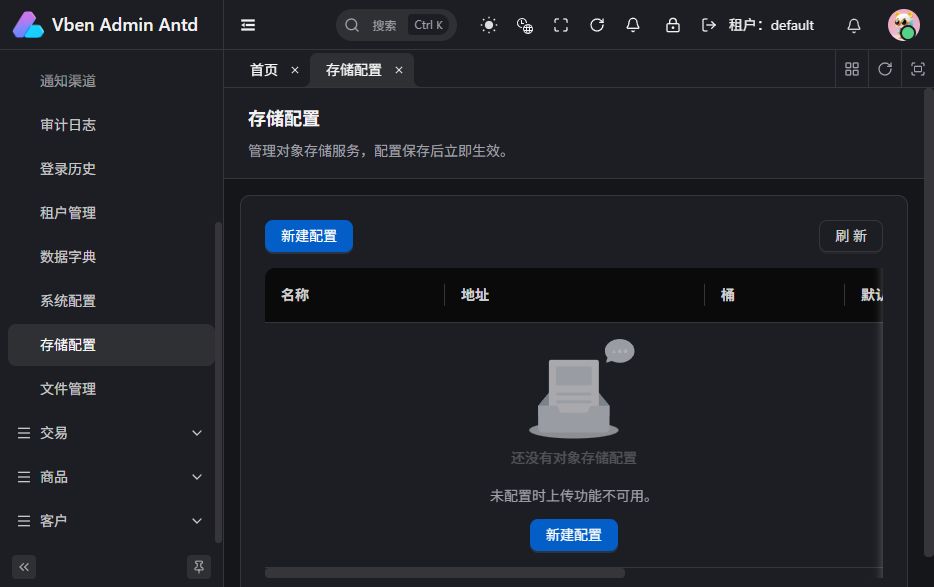 Vben Admin Antd
搜索 Ctrl K
租户：default
通知渠道
审计日志
登录历史
租户管理
数据字典
系统配置
存储配置
文件管理
交易
商品
客户
首页
存储配置
存储配置
管理对象存储服务，配置保存后立即生效。
新建配置
刷 新
名称 地址 桶 默
还没有对象存储配置
未配置时上传功能不可用。
新建配置